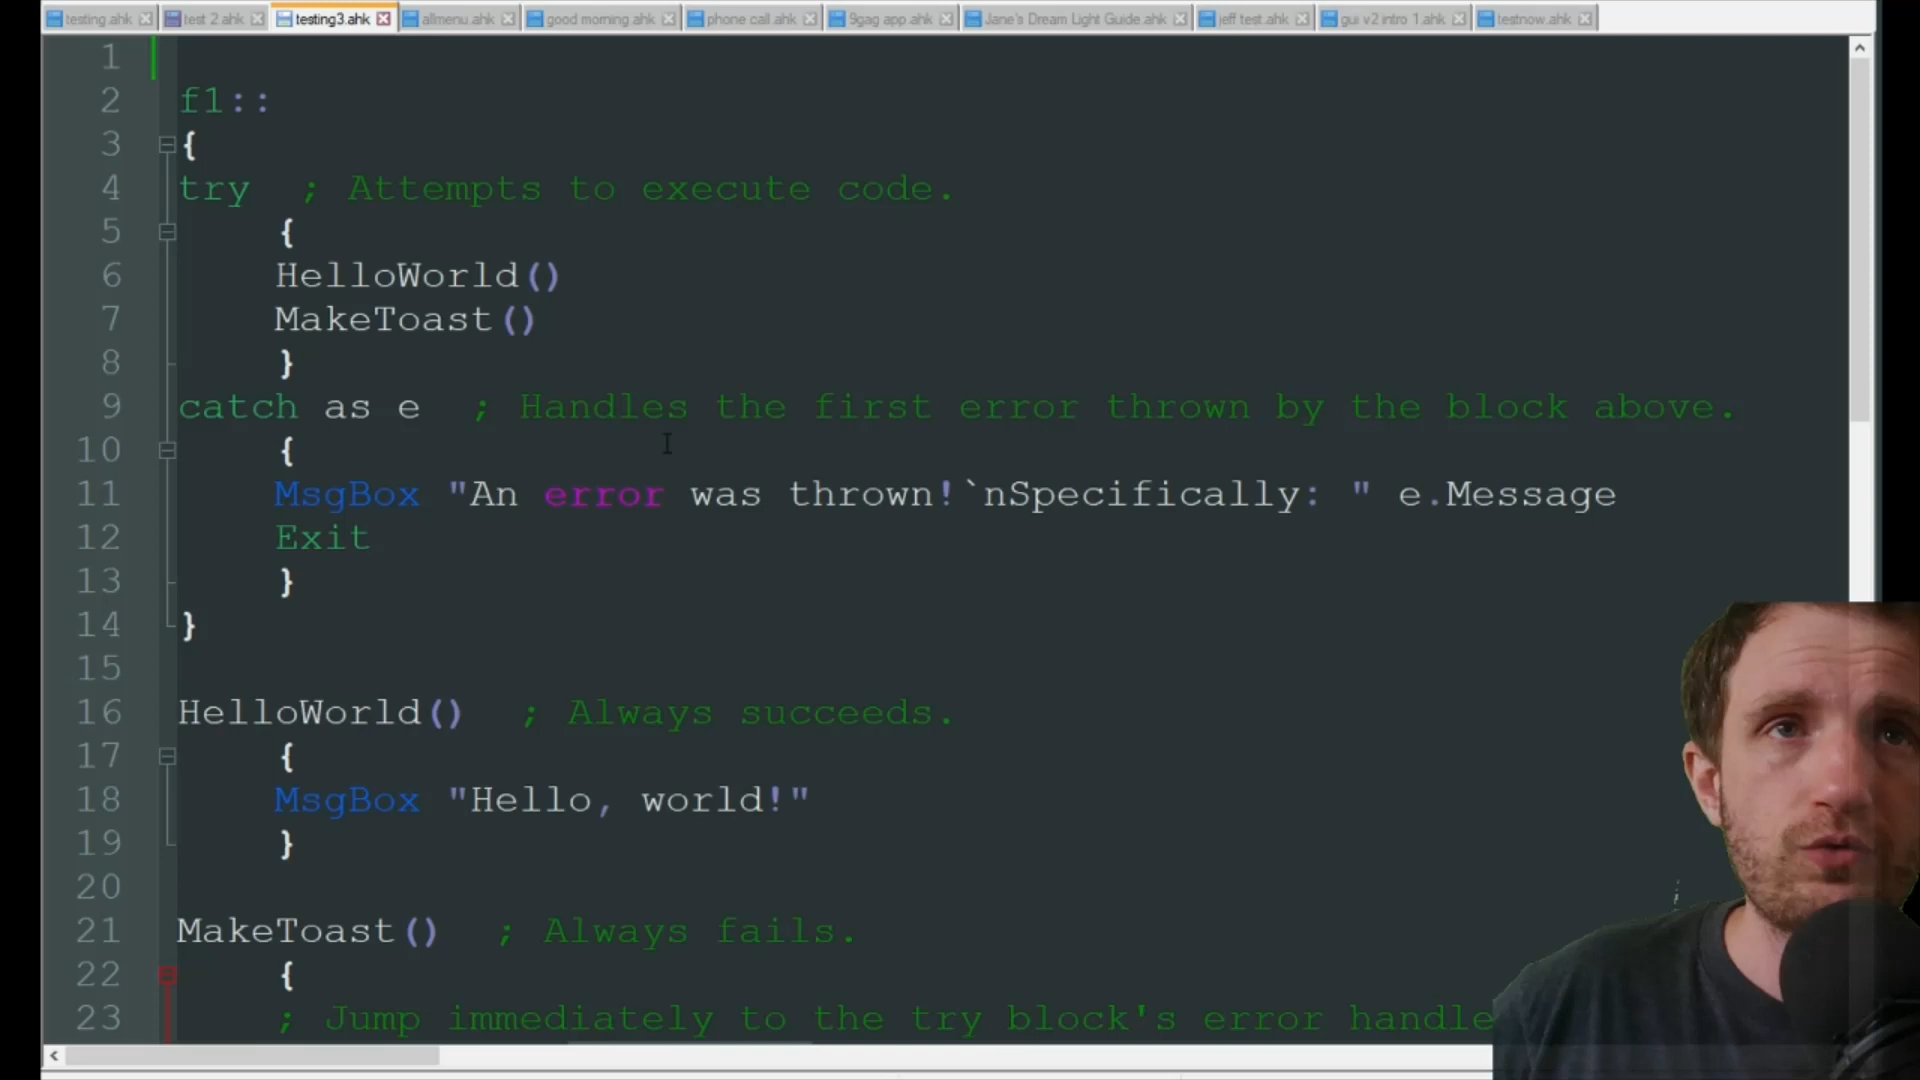 testing.ahk test 2.ahk testing3.ahk allmenu.ahk good morning.ahk phone call.ahk 9gag app.ahk Jane's Dream Light Guide.ahk jeff test.ahk gui v2 intro 1.ahk testnow.ahk
1
2 f1::
3 {
4 try ; Attempts to execute code.
5 {
6 HelloWorld()
7 MakeToast()
8 }
9 catch as e ; Handles the first error thrown by the block above.
10 {
11 MsgBox "An error was thrown!`nSpecifically: " e.Message
12 Exit
13 }
14 }
15
16 HelloWorld() ; Always succeeds.
17 {
18 MsgBox "Hello, world!"
19 }
20
21 MakeToast() ; Always fails.
22 {
23 ; Jump immediately to the try block's error handle